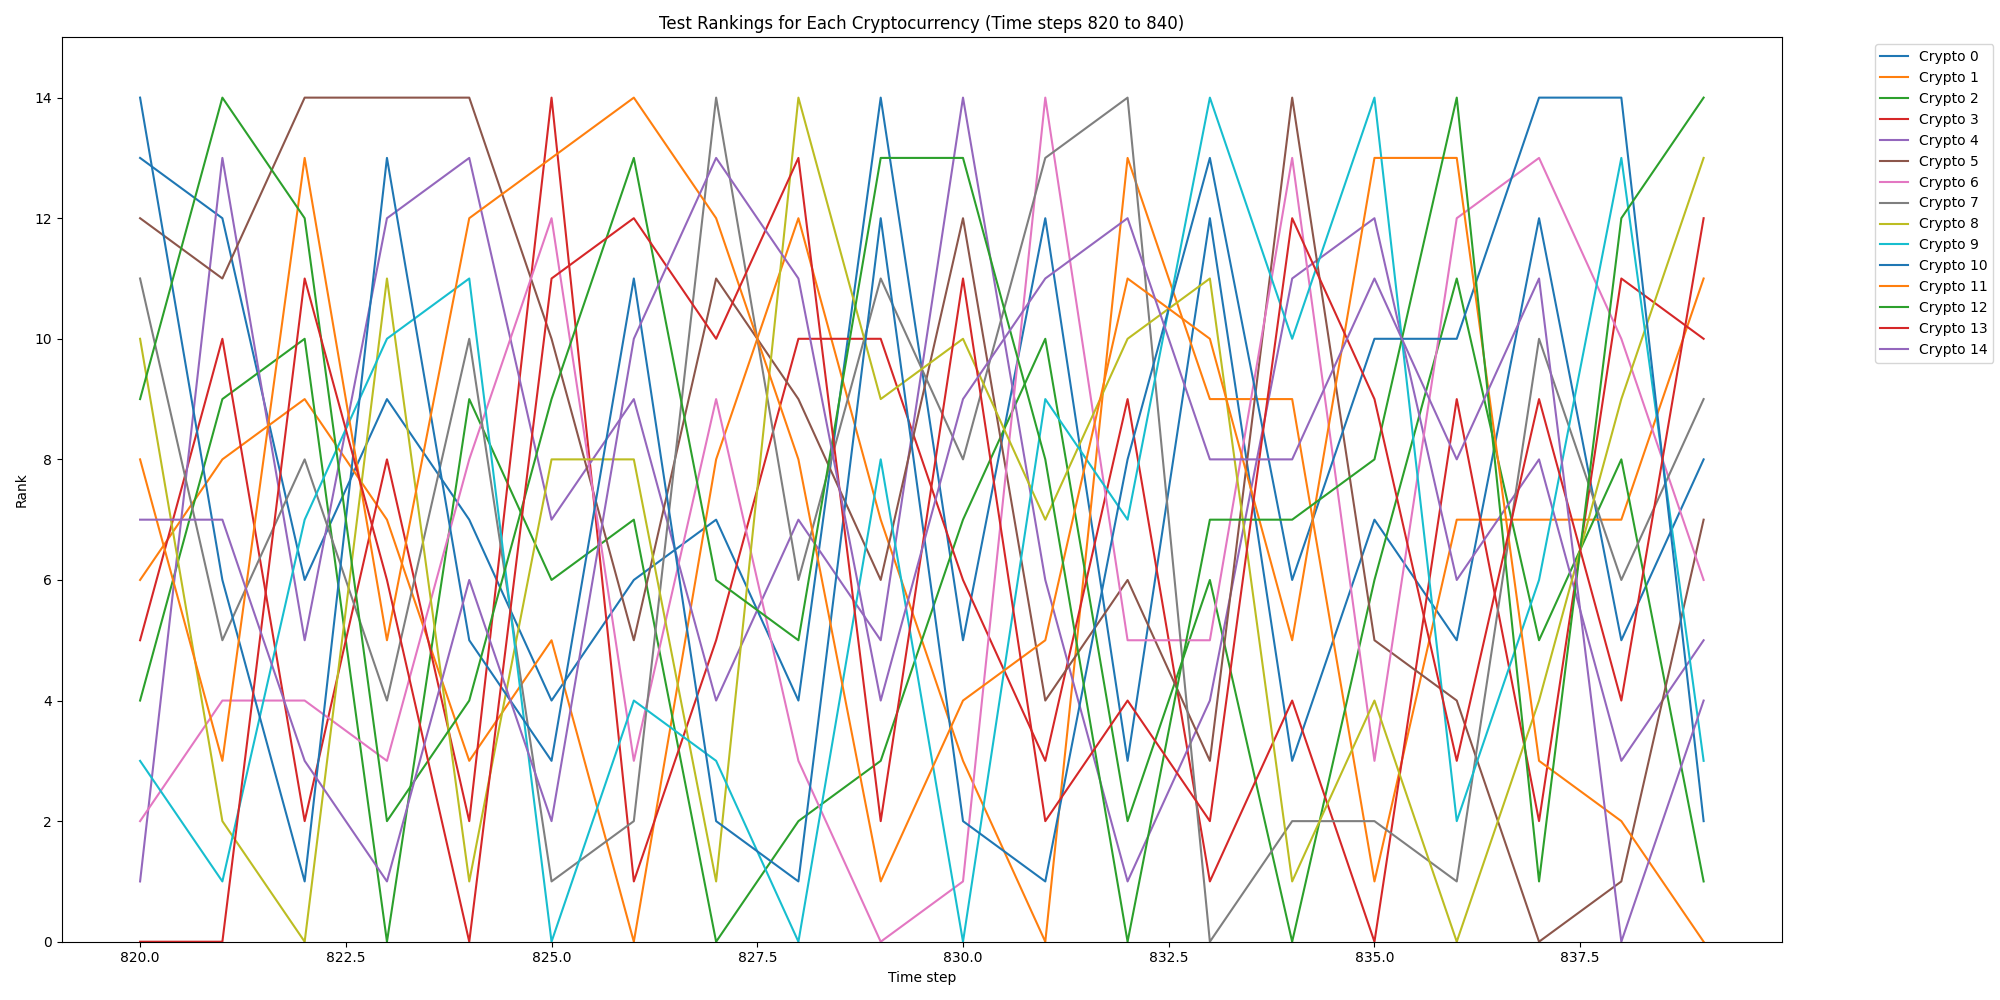 Test Rankings for Each Cryptocurrency (Time steps 820 to 840)
14
12
10
8
6
4
2
0
Rank
820.0 822.5 825.0 827.5 830.0 832.5 835.0 837.5
Time step
Crypto 0
Crypto 1
Crypto 2
Crypto 3
Crypto 4
Crypto 5
Crypto 6
Crypto 7
Crypto 8
Crypto 9
Crypto 10
Crypto 11
Crypto 12
Crypto 13
Crypto 14